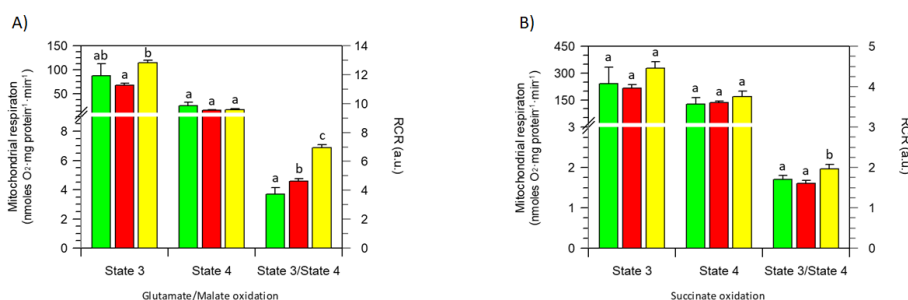 A)
Mitochondrial respiraton
(nmoles O₂·mg protein⁻¹·min⁻¹)
150
100
50
8
6
4
2
0
ab
a
b
a
a
a
a
b
c
14
12
10
8
6
4
2
0
RCR (a.u.)
State 3
State 4
State 3/State 4
Glutamate/Malate oxidation
B)
Mitochondrial respiraton
(nmoles O₂·mg protein⁻¹·min⁻¹)
450
300
150
3
2
1
0
a
a
a
a
a
a
a
a
b
5
4
3
2
1
0
RCR (a.u.)
State 3
State 4
State 3/State 4
Succinate oxidation